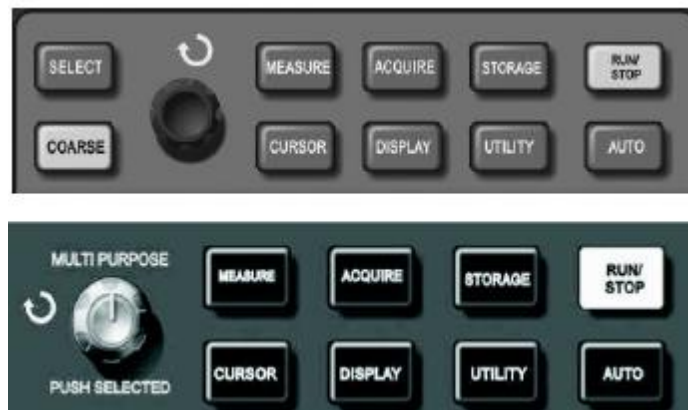 SELECT
MEASURE
ACQUIRE
STORAGE
RUN/
STOP
COARSE
CURSOR
DISPLAY
UTILITY
AUTO
MULTI PURPOSE
MEASURE
ACQUIRE
STORAGE
RUN/
STOP
PUSH SELECTED
CURSOR
DISPLAY
UTILITY
AUTO